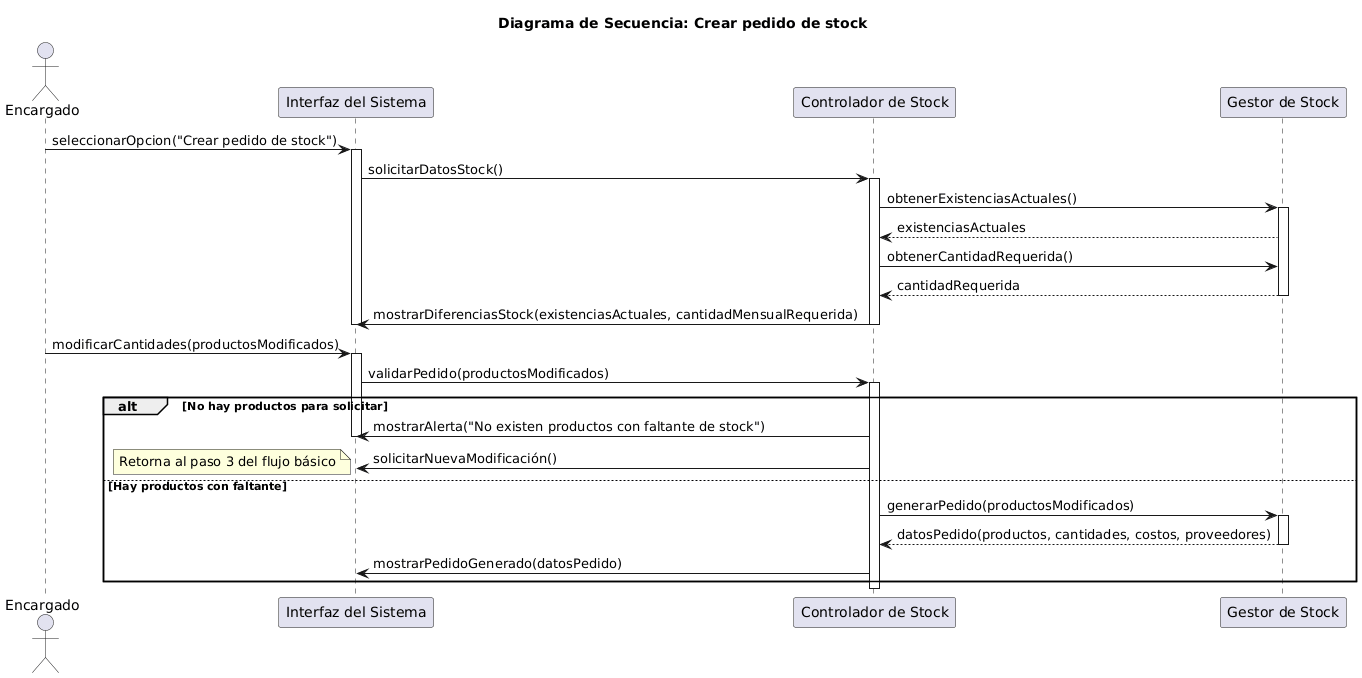 Diagrama de Secuencia: Crear pedido de stock
Encargado
Interfaz del Sistema
Controlador de Stock
Gestor de Stock
seleccionarOpcion("Crear pedido de stock")
solicitarDatosStock()
obtenerExistenciasActuales()
existenciasActuales
obtenerCantidadRequerida()
cantidadRequerida
mostrarDiferenciasStock(existenciasActuales, cantidadMensualRequerida)
modificarCantidades(productosModificados)
validarPedido(productosModificados)
alt [No hay productos para solicitar]
mostrarAlerta("No existen productos con faltante de stock")
Retorna al paso 3 del flujo básico
solicitarNuevaModificación()
[Hay productos con faltante]
generarPedido(productosModificados)
datosPedido(productos, cantidades, costos, proveedores)
mostrarPedidoGenerado(datosPedido)
Encargado
Interfaz del Sistema
Controlador de Stock
Gestor de Stock